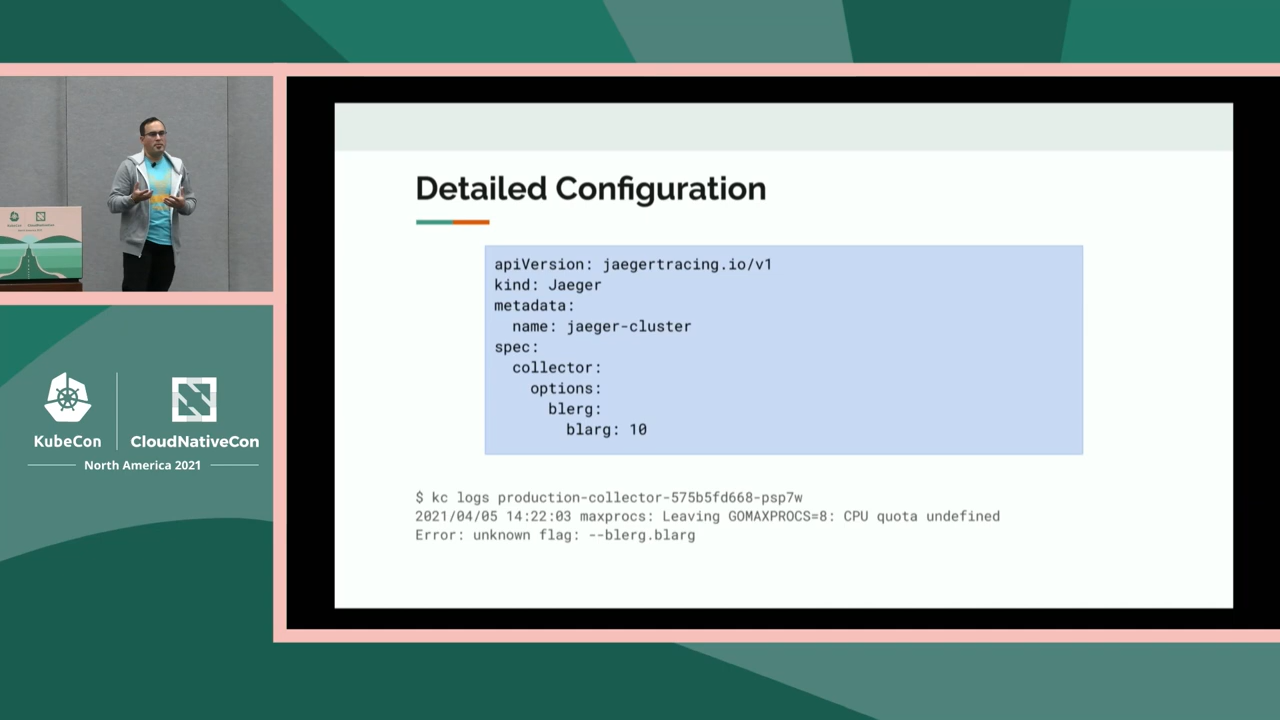 Detailed Configuration
apiVersion: jaegertracing.io/v1
kind: Jaeger
metadata:
  name: jaeger-cluster
spec:
  collector:
    options:
      blerg:
        blarg: 10
$ kc logs production-collector-575b5fd668-psp7w
2021/04/05 14:22:03 maxprocs: Leaving GOMAXPROCS=8: CPU quota undefined
Error: unknown flag: --blerg.blarg
KubeCon
CloudNativeCon
North America 2021